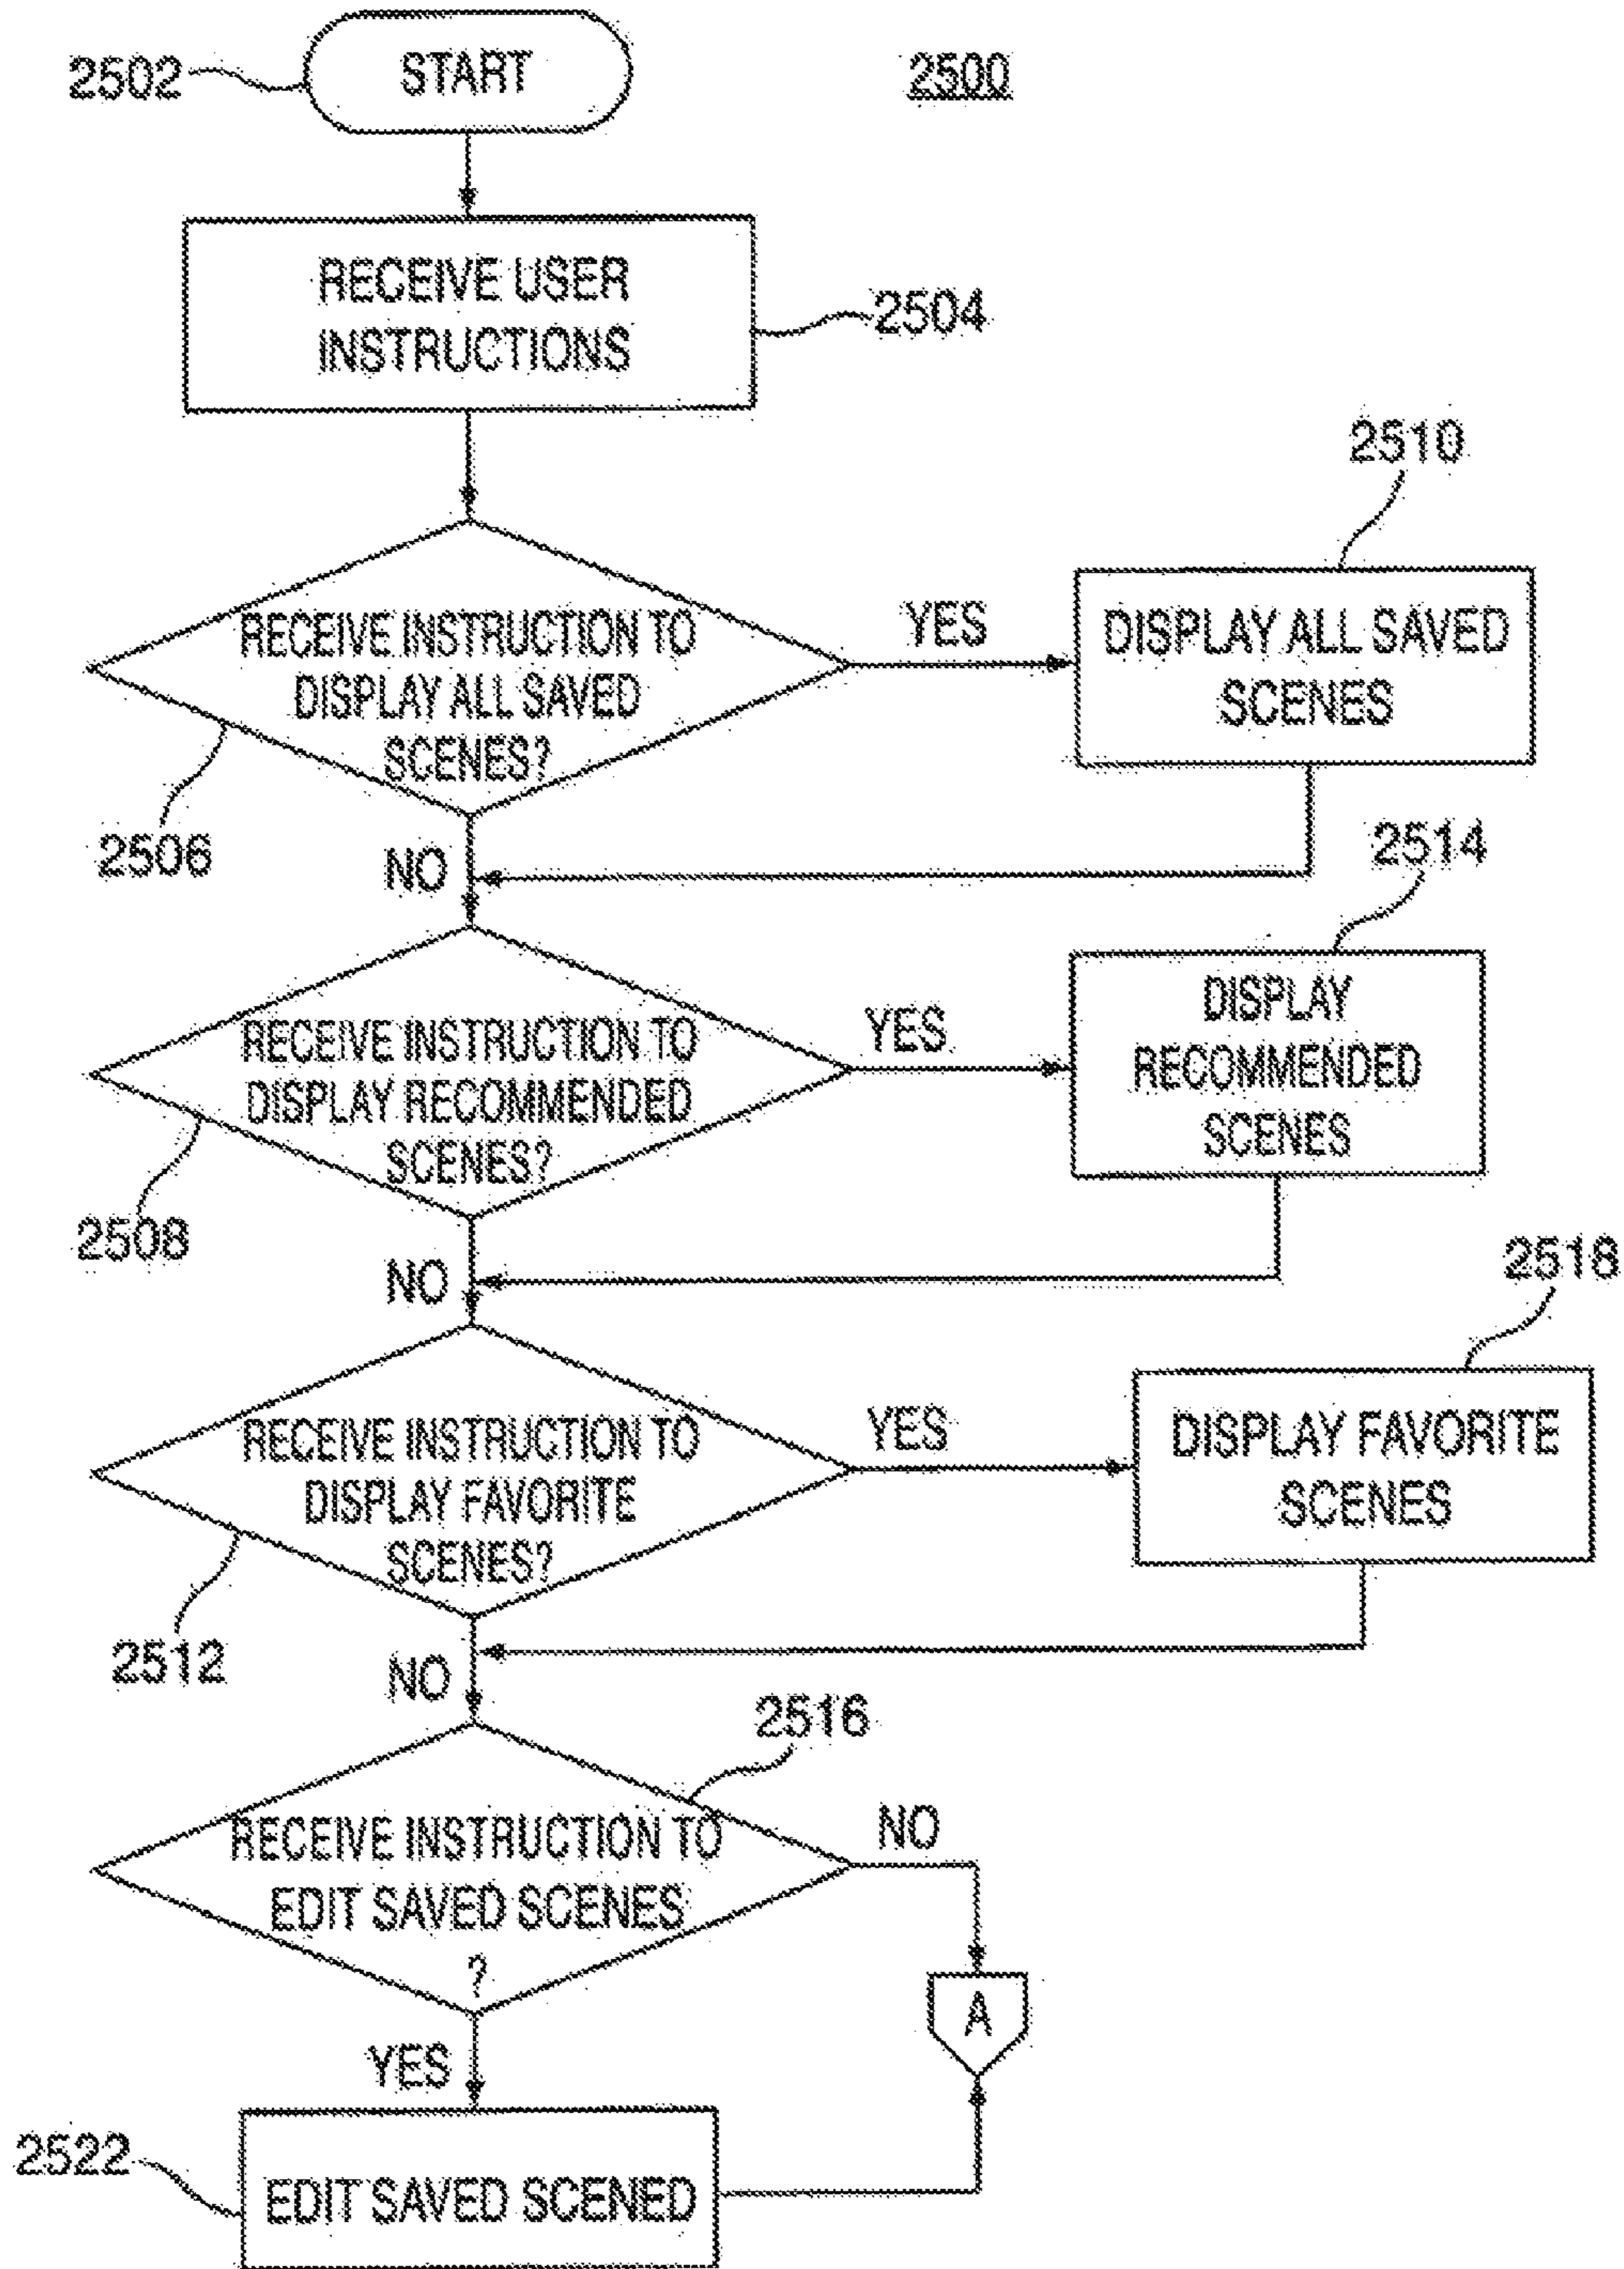 2502
START
2500
RECEIVE USER
INSTRUCTIONS
2504
2510
RECEIVE INSTRUCTION TO
DISPLAY ALL SAVED
SCENES?
YES
DISPLAY ALL SAVED
SCENES
2506
NO
2514
RECEIVE INSTRUCTION TO
DISPLAY RECOMMENDED
SCENES?
YES
DISPLAY
RECOMMENDED
SCENES
2508
NO
2518
RECEIVE INSTRUCTION TO
DISPLAY FAVORITE
SCENES?
YES
DISPLAY FAVORITE
SCENES
2512
NO
2516
RECEIVE INSTRUCTION TO
EDIT SAVED SCENES
?
NO
A
YES
2522
EDIT SAVED SCENED